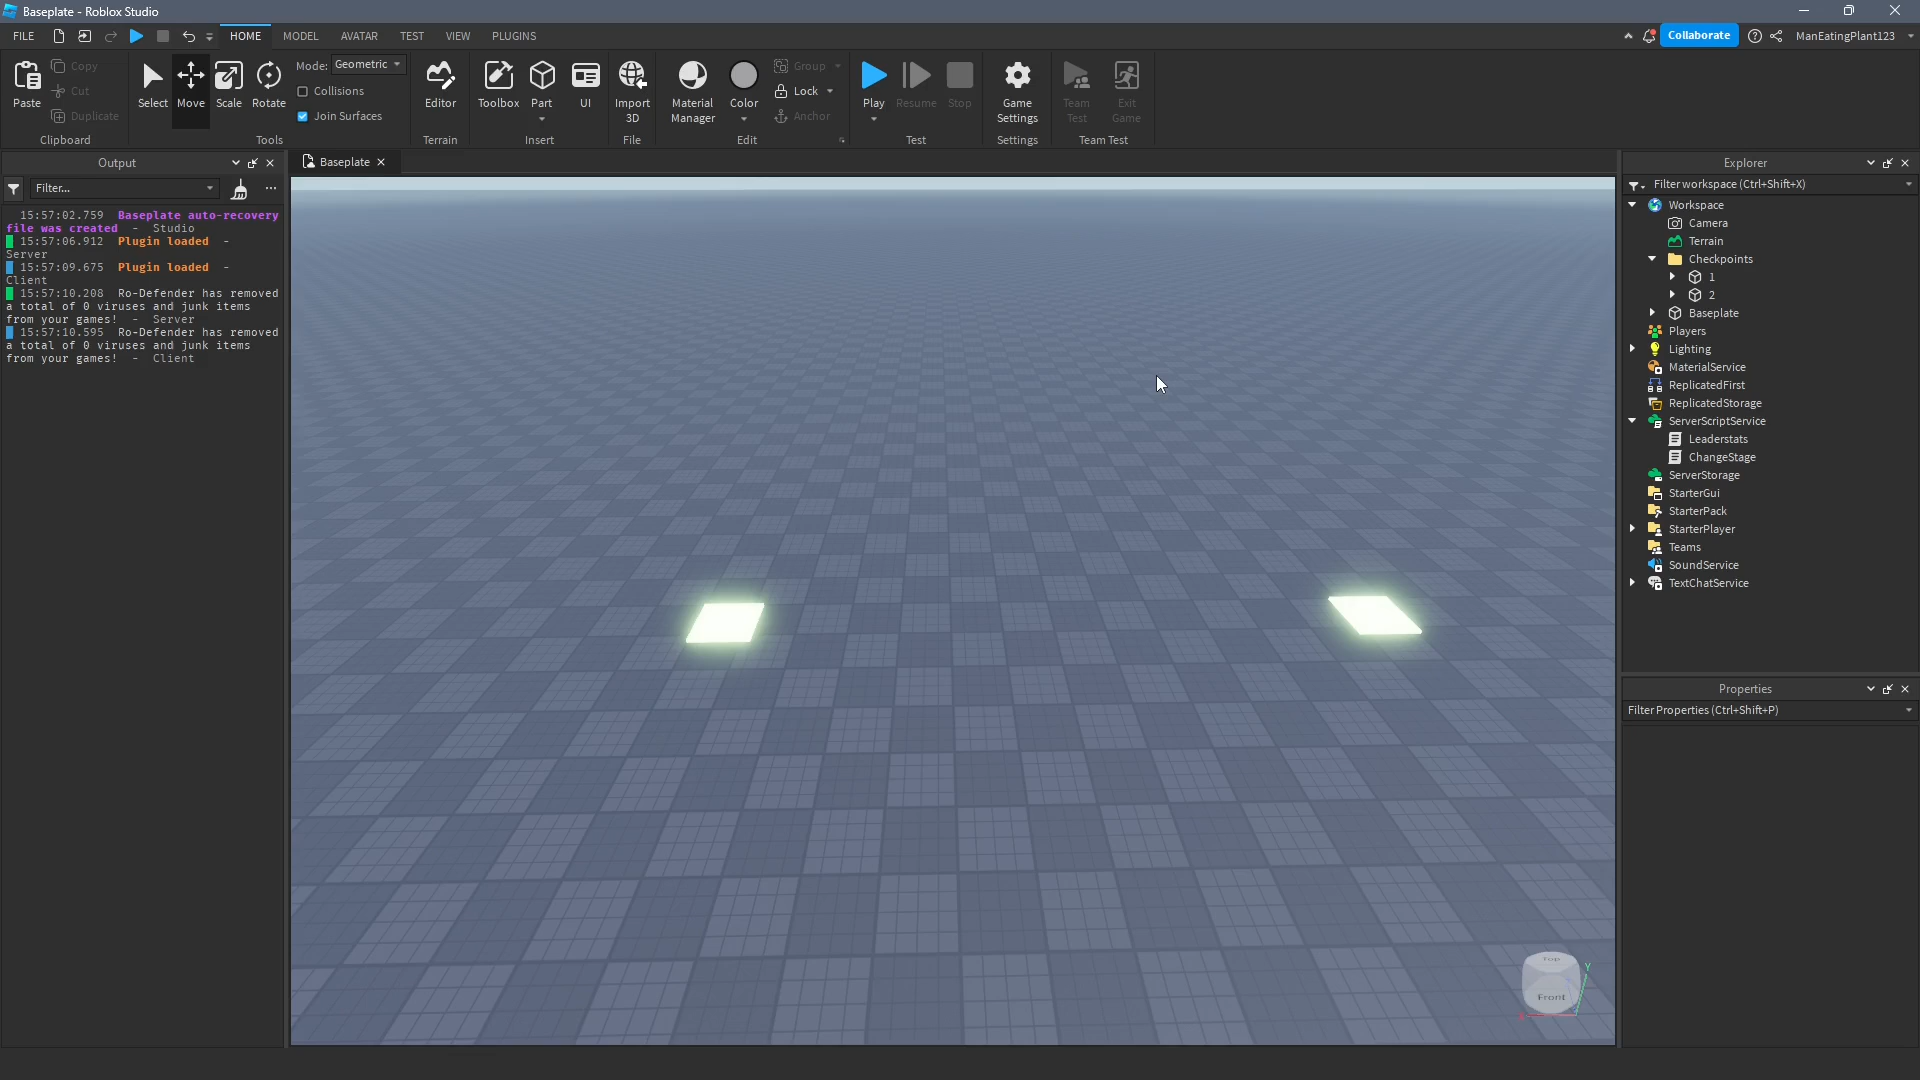 Baseplate - Roblox Studio
FILE HOME MODEL AVATAR TEST VIEW PLUGINS Collaborate ManEatingPlant123
Paste
Copy
Cut
Duplicate
Clipboard
Select
Move
Scale
Rotate
Mode: Geometric
Collisions
Join Surfaces
Tools
Editor
Terrain
Toolbox
Part
UI
Insert
Import
3D
File
Material
Manager
Color
Group
Lock
Anchor
Edit
Play
Resume
Stop
Test
Game
Settings
Settings
Team
Test
Exit
Game
Team Test
Output
Filter...
15:57:02.759 Baseplate auto-recovery
file was created - Studio
15:57:06.912 Plugin loaded -
Server
15:57:09.675 Plugin loaded -
Client
15:57:10.208 Ro-Defender has removed
a total of 0 viruses and junk items
from your games! - Server
15:57:10.595 Ro-Defender has removed
a total of 0 viruses and junk items
from your games! - Client
Baseplate
Top
Front
Y
X
Explorer
Filter workspace (Ctrl+Shift+X)
Workspace
Camera
Terrain
Checkpoints
1
2
Baseplate
Players
Lighting
MaterialService
ReplicatedFirst
ReplicatedStorage
ServerScriptService
Leaderstats
ChangeStage
ServerStorage
StarterGui
StarterPack
StarterPlayer
Teams
SoundService
TextChatService
Properties
Filter Properties (Ctrl+Shift+P)